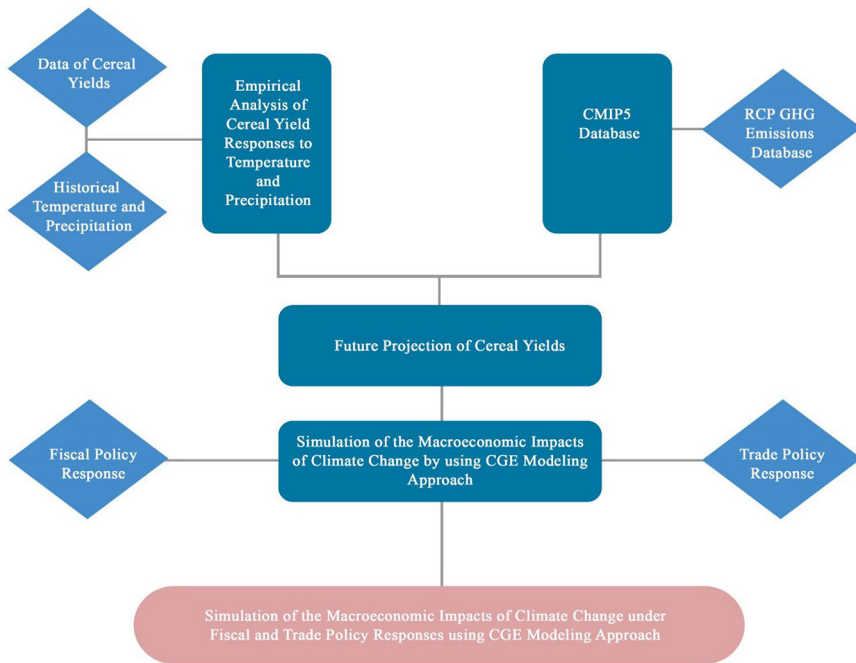 Data of Cereal
Yields
Historical
Temperature and
Precipitation
Empirical
Analysis of
Cereal Yield
Responses to
Temperature
and
Precipitation
CMIP5
Database
RCP GHG
Emissions
Database
Future Projection of Cereal Yields
Fiscal Policy
Response
Simulation of the Macroeconomic Impacts
of Climate Change by using CGE Modeling
Approach
Trade Policy
Response
Simulation of the Macroeconomic Impacts of Climate Change under
Fiscal and Trade Policy Responses using CGE Modeling Approach